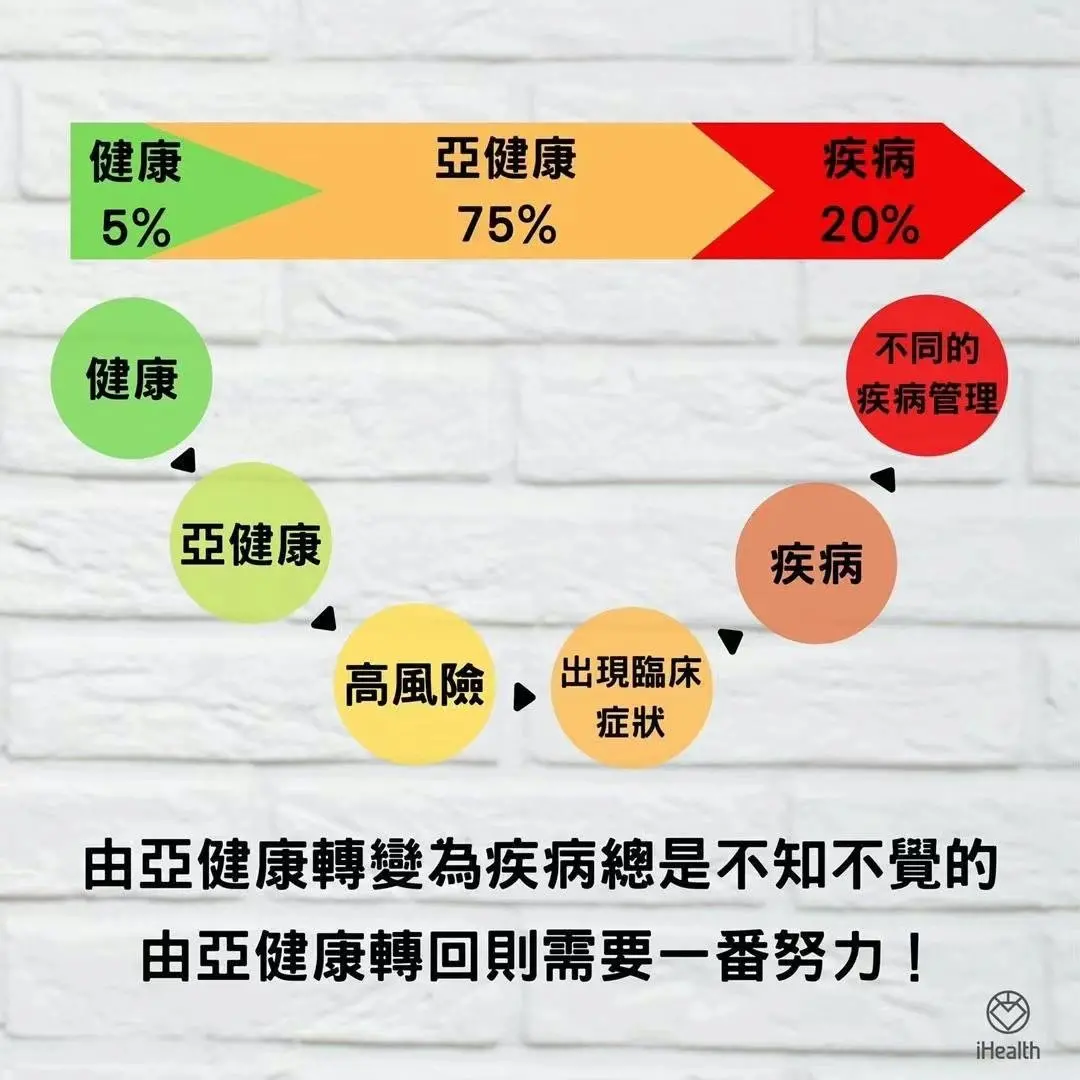 健康
5%
亞健康
75%
疾病
20%
健康
亞健康
高風險
出現臨床
症狀
疾病
不同的
疾病管理
由亞健康轉變為疾病總是不知不覺的
由亞健康轉回則需要一番努力！
iHealth